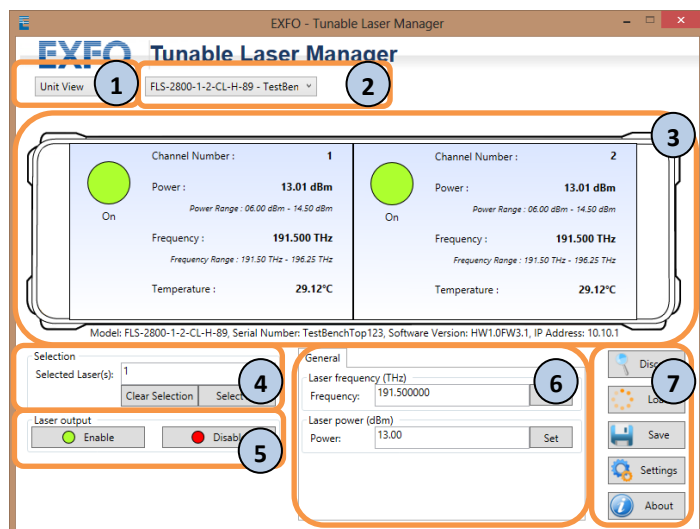 EXFO - Tunable Laser Manager
EXFO Tunable Laser Manager
Unit View 1 FLS-2800-1-2-CL-H-89 - TestBen 2
3
Channel Number : 1
Power : 13.01 dBm
On
Power Range : 06.00 dBm - 14.50 dBm
Frequency : 191.500 THz
Frequency Range : 191.50 THz - 196.25 THz
Temperature : 29.12°C
Channel Number : 2
Power : 13.01 dBm
On
Power Range : 06.00 dBm - 14.50 dBm
Frequency : 191.500 THz
Frequency Range : 191.50 THz - 196.25 THz
Temperature : 29.12°C
Model: FLS-2800-1-2-CL-H-89, Serial Number: TestBenchTop123, Software Version: HW1.0FW3.1, IP Address: 10.10.1
Selection
Selected Laser(s): 1
Clear Selection Select
4
Laser output
Enable
5
General
Laser frequency (THz)
Frequency: 191.500000
6
Laser power (dBm)
Power: 13.00 Set
7
Save
Settings
About